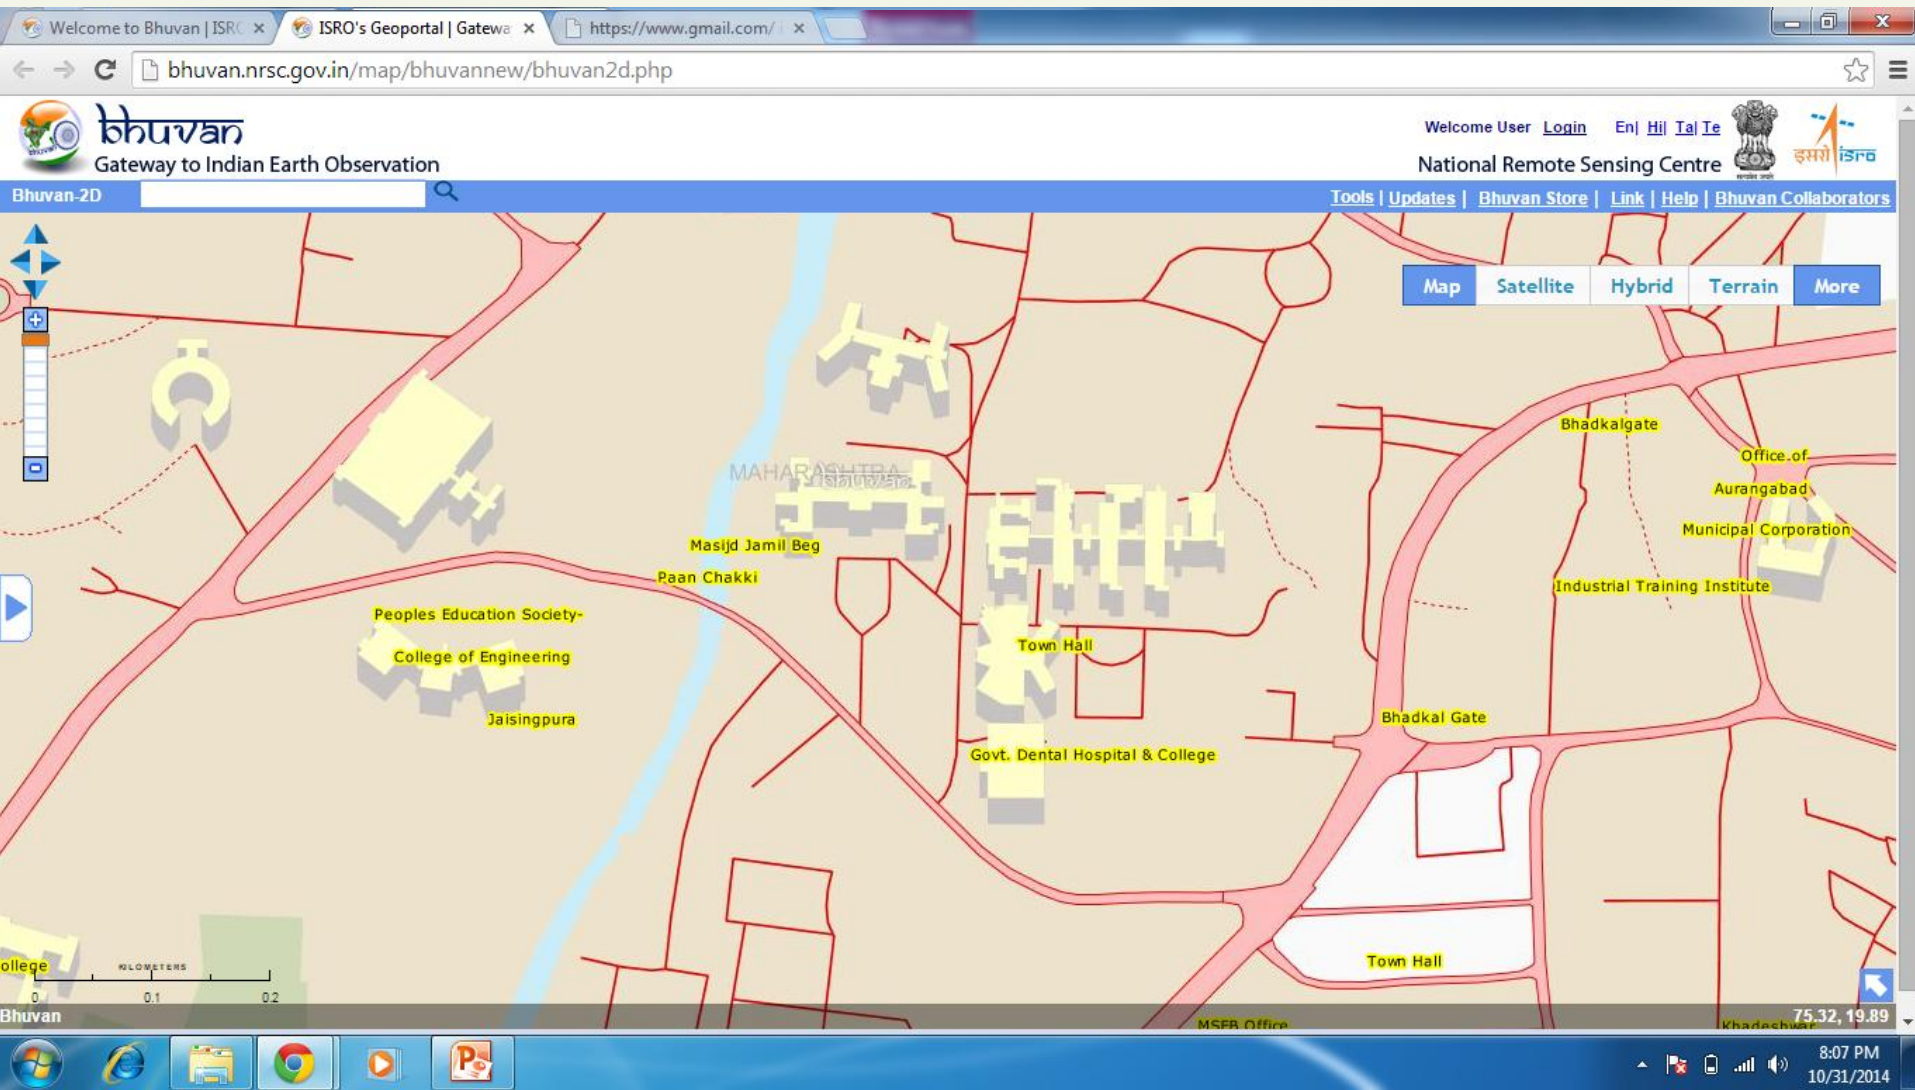 Welcome to Bhuvan | ISRO
ISRO's Geoportal | Gatewa
https://www.gmail.com/
bhuvan.nrsc.gov.in/map/bhuvannew/bhuvan2d.php
bhuvan
Gateway to Indian Earth Observation
Welcome User Login En| Hi| Ta| Te
National Remote Sensing Centre
इसरो isro
Bhuvan-2D
Tools | Updates | Bhuvan Store | Link | Help | Bhuvan Collaborators
Map Satellite Hybrid Terrain More
Bhadkalgate
Office of
Aurangabad
Municipal Corporation
MAHARASHTRA
bhuvan
Masijd Jamil Beg
Paan Chakki
Industrial Training Institute
Peoples Education Society-
College of Engineering
Town Hall
Jaisingpura
Bhadkal Gate
Govt. Dental Hospital & College
Town Hall
ollege
KILOMETERS
0 0.1 0.2
Bhuvan
MSEB Office
Khadeshwar
75.32, 19.89
8:07 PM
10/31/2014